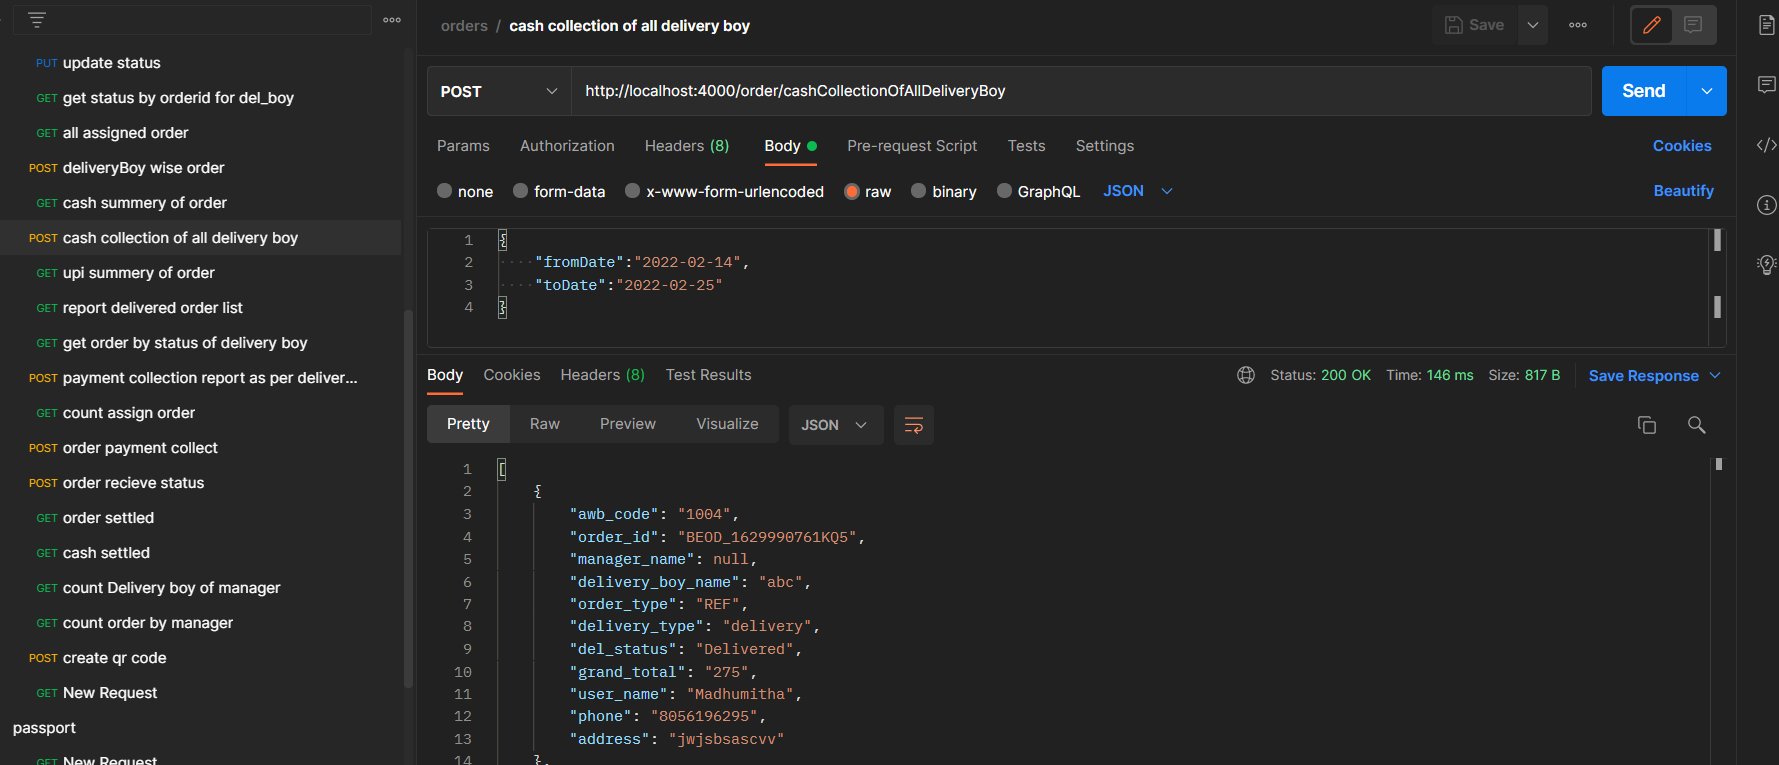 PUT update status
GET get status by orderid for del_boy
GET all assigned order
POST deliveryBoy wise order
GET cash summery of order
POST cash collection of all delivery boy
GET upi summery of order
GET report delivered order list
GET get order by status of delivery boy
POST payment collection report as per deliver...
GET count assign order
POST order payment collect
POST order recieve status
GET order settled
GET cash settled
GET count Delivery boy of manager
GET count order by manager
POST create qr code
GET New Request
passport
GET New Request
orders / cash collection of all delivery boy
Save
POST http://localhost:4000/order/cashCollectionOfAllDeliveryBoy Send
Params Authorization Headers (8) Body Pre-request Script Tests Settings Cookies
none form-data x-www-form-urlencoded raw binary GraphQL JSON Beautify
1 {
2 ····"fromDate":"2022-02-14",
3 ····"toDate":"2022-02-25"
4 }
Body Cookies Headers (8) Test Results Status: 200 OK Time: 146 ms Size: 817 B Save Response
Pretty Raw Preview Visualize JSON
1 [
2 {
3 "awb_code": "1004",
4 "order_id": "BEOD_1629990761KQ5",
5 "manager_name": null,
6 "delivery_boy_name": "abc",
7 "order_type": "REF",
8 "delivery_type": "delivery",
9 "del_status": "Delivered",
10 "grand_total": "275",
11 "user_name": "Madhumitha",
12 "phone": "8056196295",
13 "address": "jwjsbsascvv"
14 },